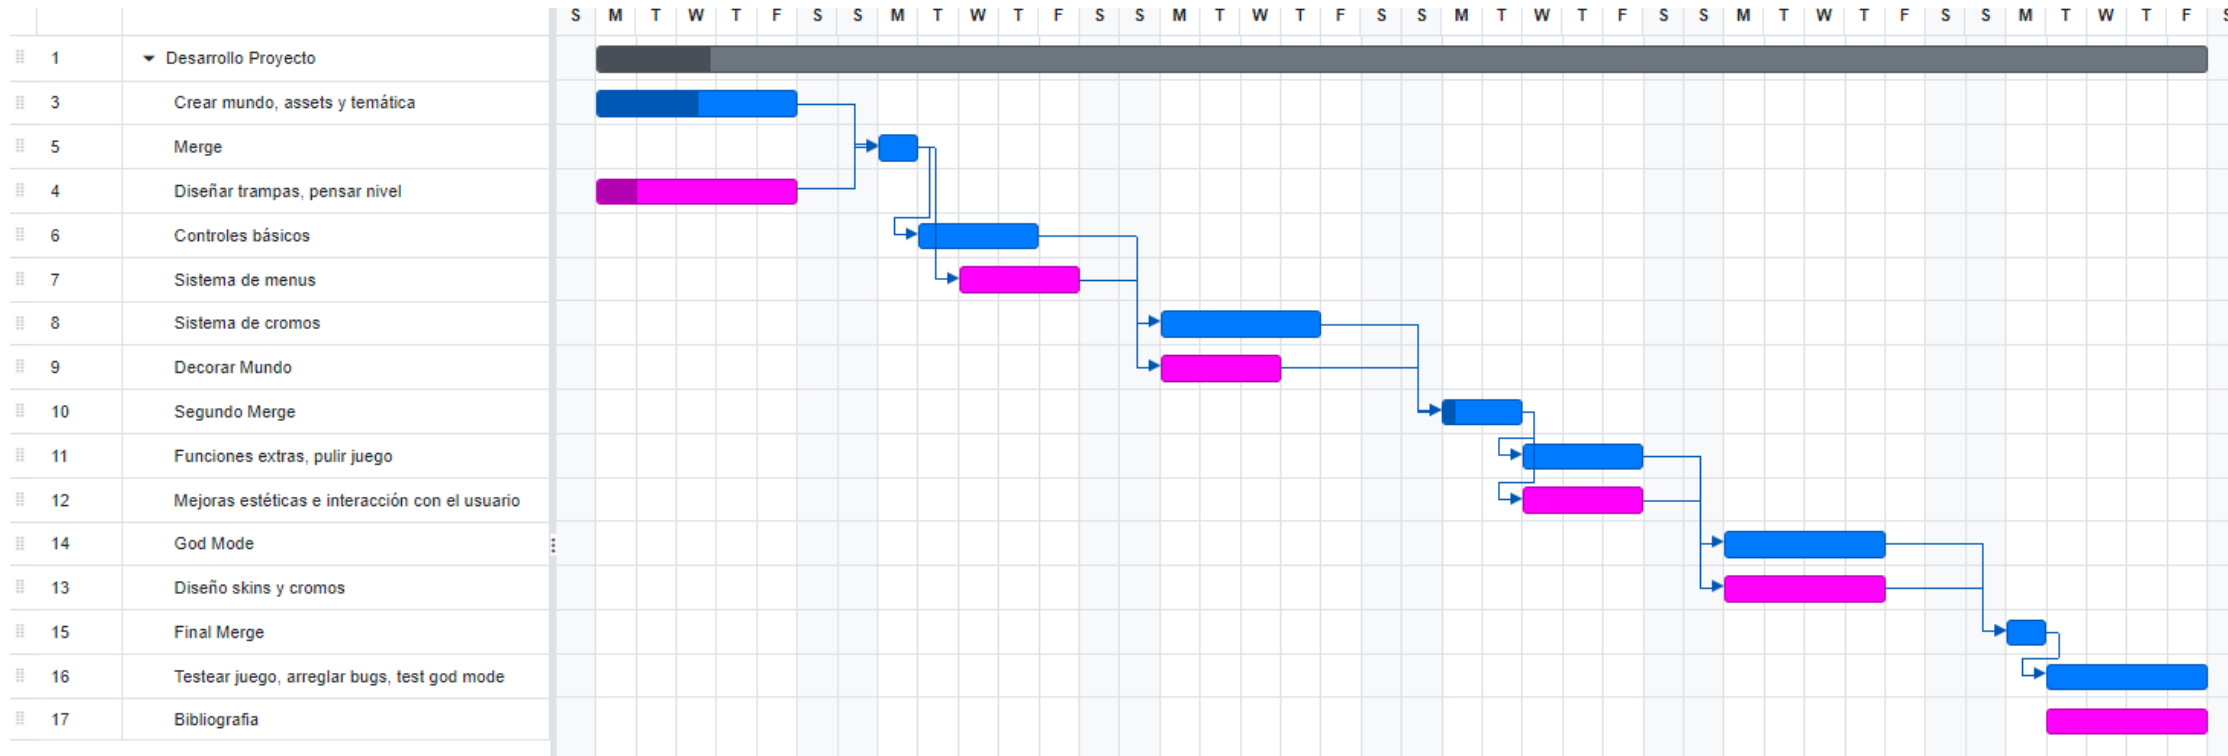 S M T W T F S S M T W T F S S M T W T F S S M T W T F S S M T W T F S S M T W T F S
1 Desarrollo Proyecto
3 Crear mundo, assets y temática
5 Merge
4 Diseñar trampas, pensar nivel
6 Controles básicos
7 Sistema de menus
8 Sistema de cromos
9 Decorar Mundo
10 Segundo Merge
11 Funciones extras, pulir juego
12 Mejoras estéticas e interacción con el usuario
14 God Mode
13 Diseño skins y cromos
15 Final Merge
16 Testear juego, arreglar bugs, test god mode
17 Bibliografia